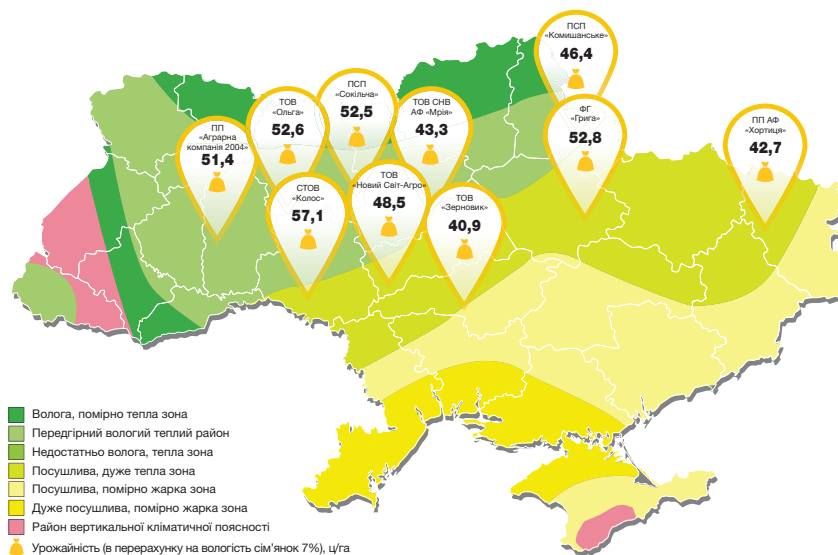 ПСП
«Комишанське»
46,4
ПСП
«Сокільча»
52,5
ТОВ
«Ольга»
52,6
ТОВ СНВ
АФ «Мрія»
43,3
ФГ
«Грига»
52,8
ПП АФ
«Хортиця»
42,7
ПП
«Аграрна
компанія 2004»
51,4
СТОВ
«Колос»
57,1
ТОВ
«Новий Світ-Агро»
48,5
ТОВ
«Зерновик»
40,9
Волога, помірно тепла зона
Передгірний вологий теплий район
Недостатньо волога, тепла зона
Посушлива, дуже тепла зона
Посушлива, помірно жарка зона
Дуже посушлива, помірно жарка зона
Район вертикальної кліматичної поясності
Урожайність (в перерахунку на вологість сім’янок 7%), ц/га